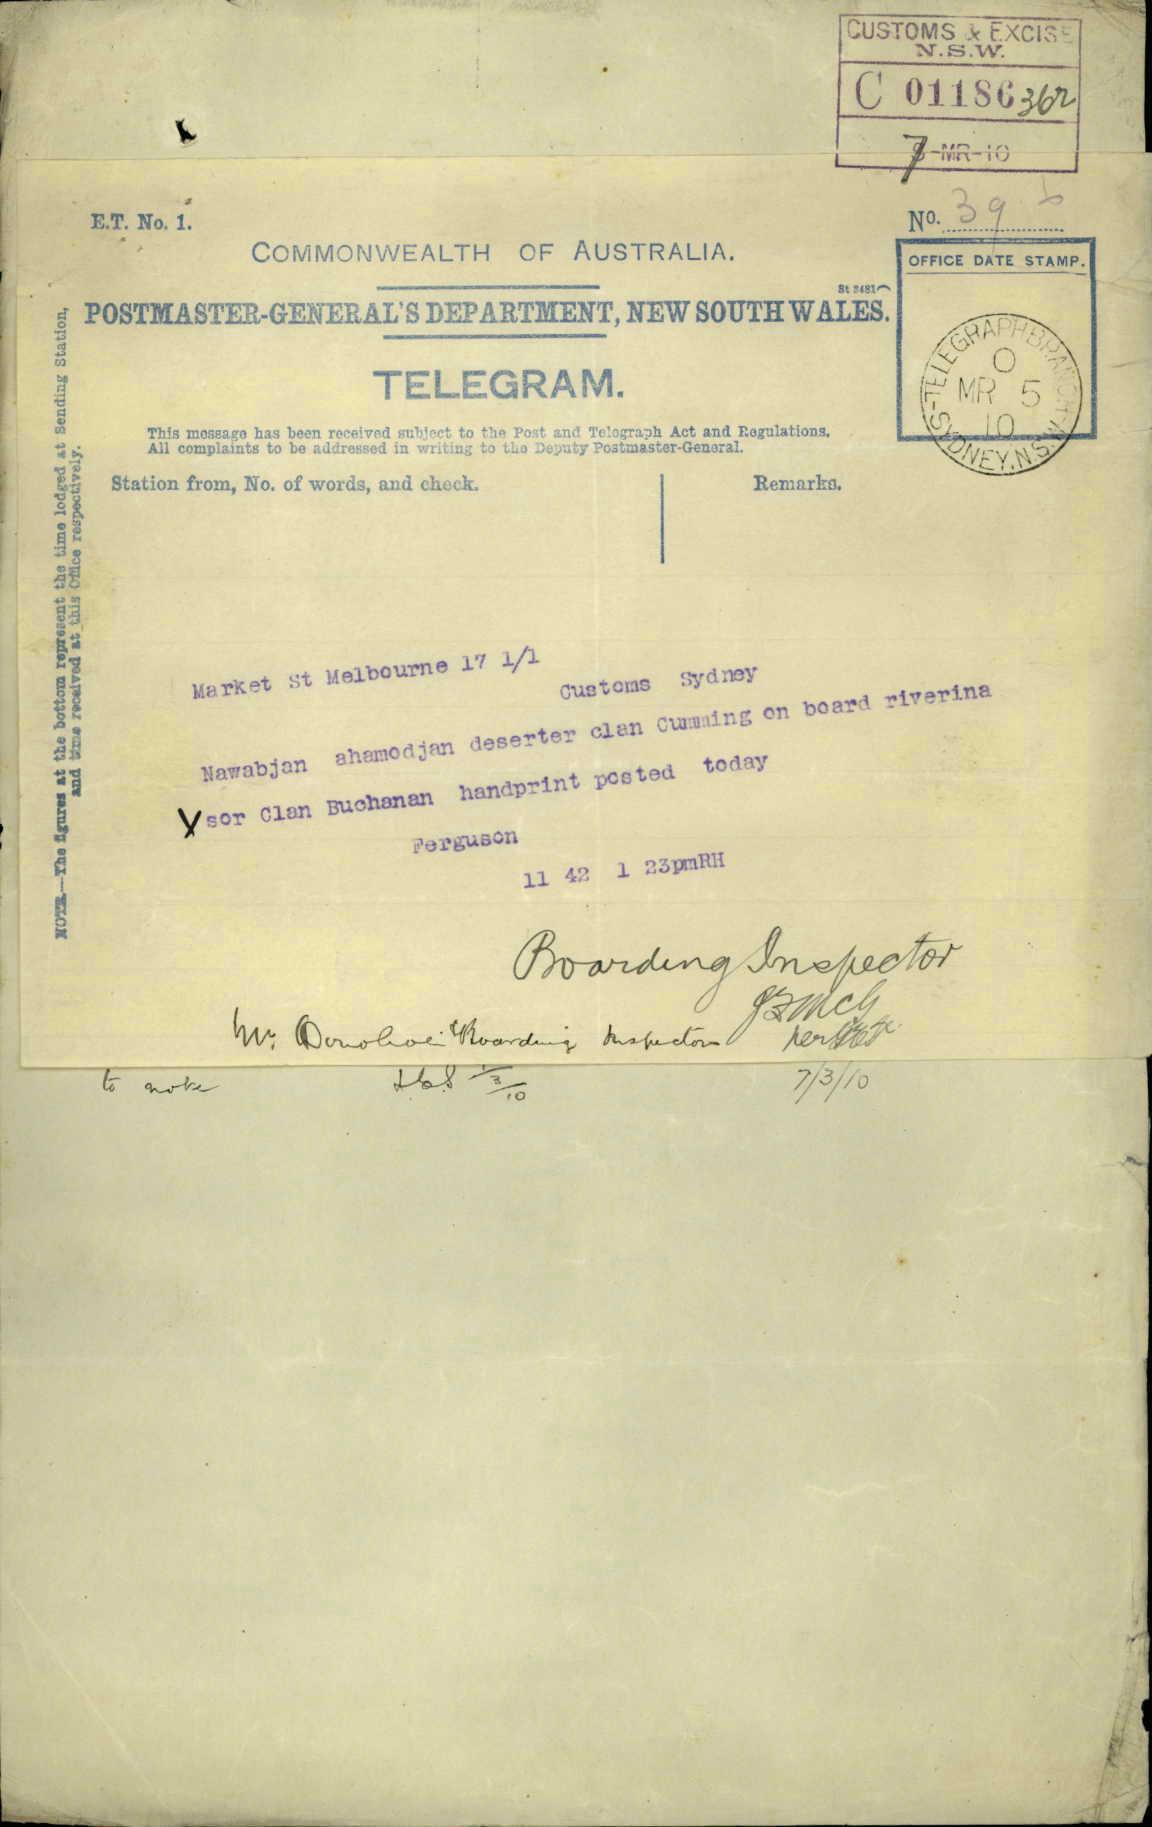 CUSTOMS & EXCISE
N.S.W.
C 01186 362
7-MR-10
E.T. No. 1.
No. 39
COMMONWEALTH OF AUSTRALIA.
OFFICE DATE STAMP.
St 3481
POSTMASTER-GENERAL'S DEPARTMENT, NEW SOUTH WALES.
TELEGRAPH BRANCH
0
MR 5
10
SYDNEY.N.S.W.
TELEGRAM.
This message has been received subject to the Post and Telegraph Act and Regulations.
All complaints to be addressed in writing to the Deputy Postmaster-General.
Station from, No. of words, and check.
Remarks.
NOTE.—The figures at the bottom represent the time lodged at Sending Station,
and time received at this Office respectively.
Market St Melbourne 17 1/1
Customs Sydney
Nawabjan ahamodjan deserter clan Cumming on board riverina
sor Clan Buchanan handprint posted today
Ferguson
11 42 1 23pmRH
Boarding Inspector
Mr. Donohoe & Boarding Inspectors
to note
7/3/10